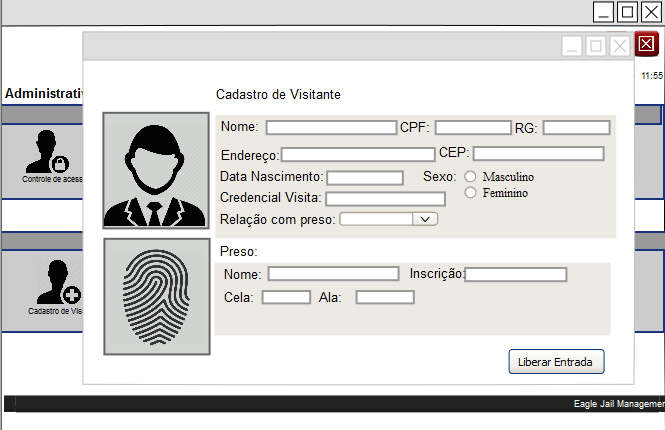 11:55
Administrativ
Cadastro de Visitante
Nome: CPF: RG:
Endereço: CEP:
Data Nascimento: Sexo: Masculino
Feminino
Credencial Visita:
Relação com preso:
Controle de acess
Preso:
Nome: Inscrição:
Cela: Ala:
Cadastro de Visi
Liberar Entrada
Eagle Jail Managemer